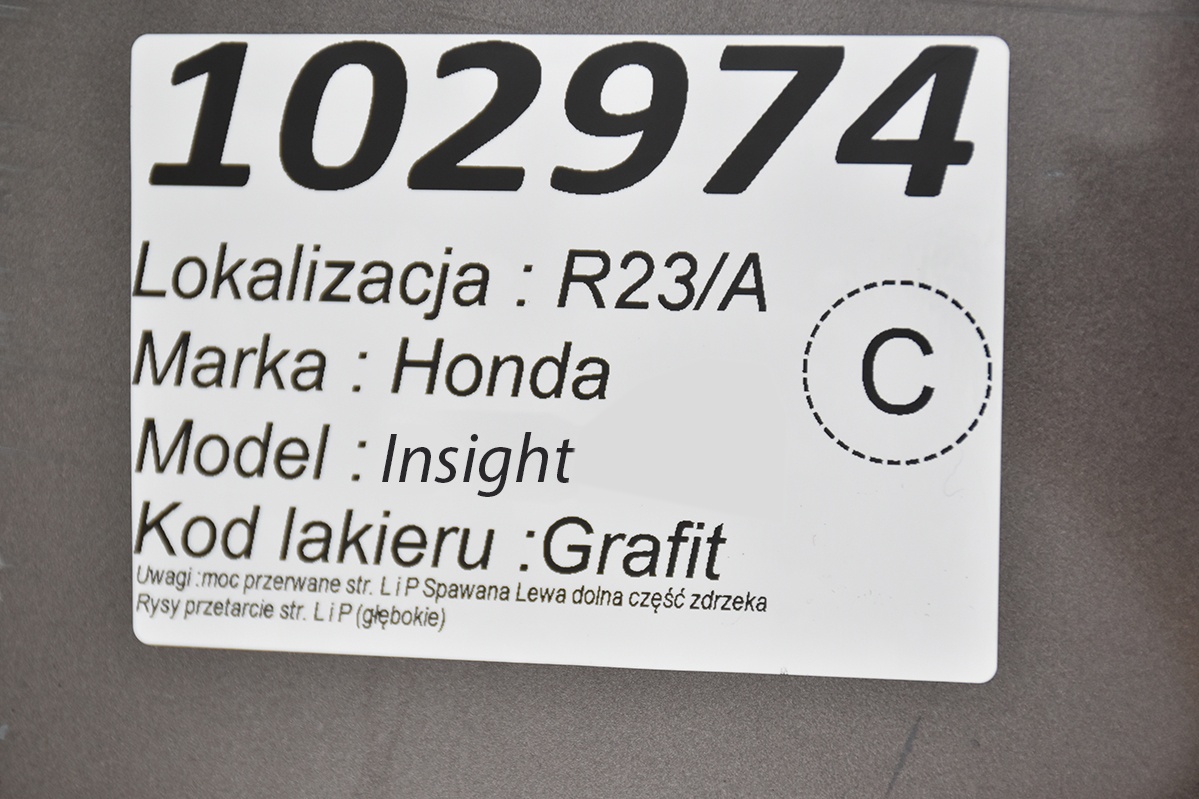 102974
Lokalizacja : R23/A
Marka : Honda
C
Model : Insight
Kod lakieru :Grafit
Uwagi :moc przerwane str. L i P Spawana Lewa dolna część zdrzeka
Rysy przetarcie str. L i P (głębokie)